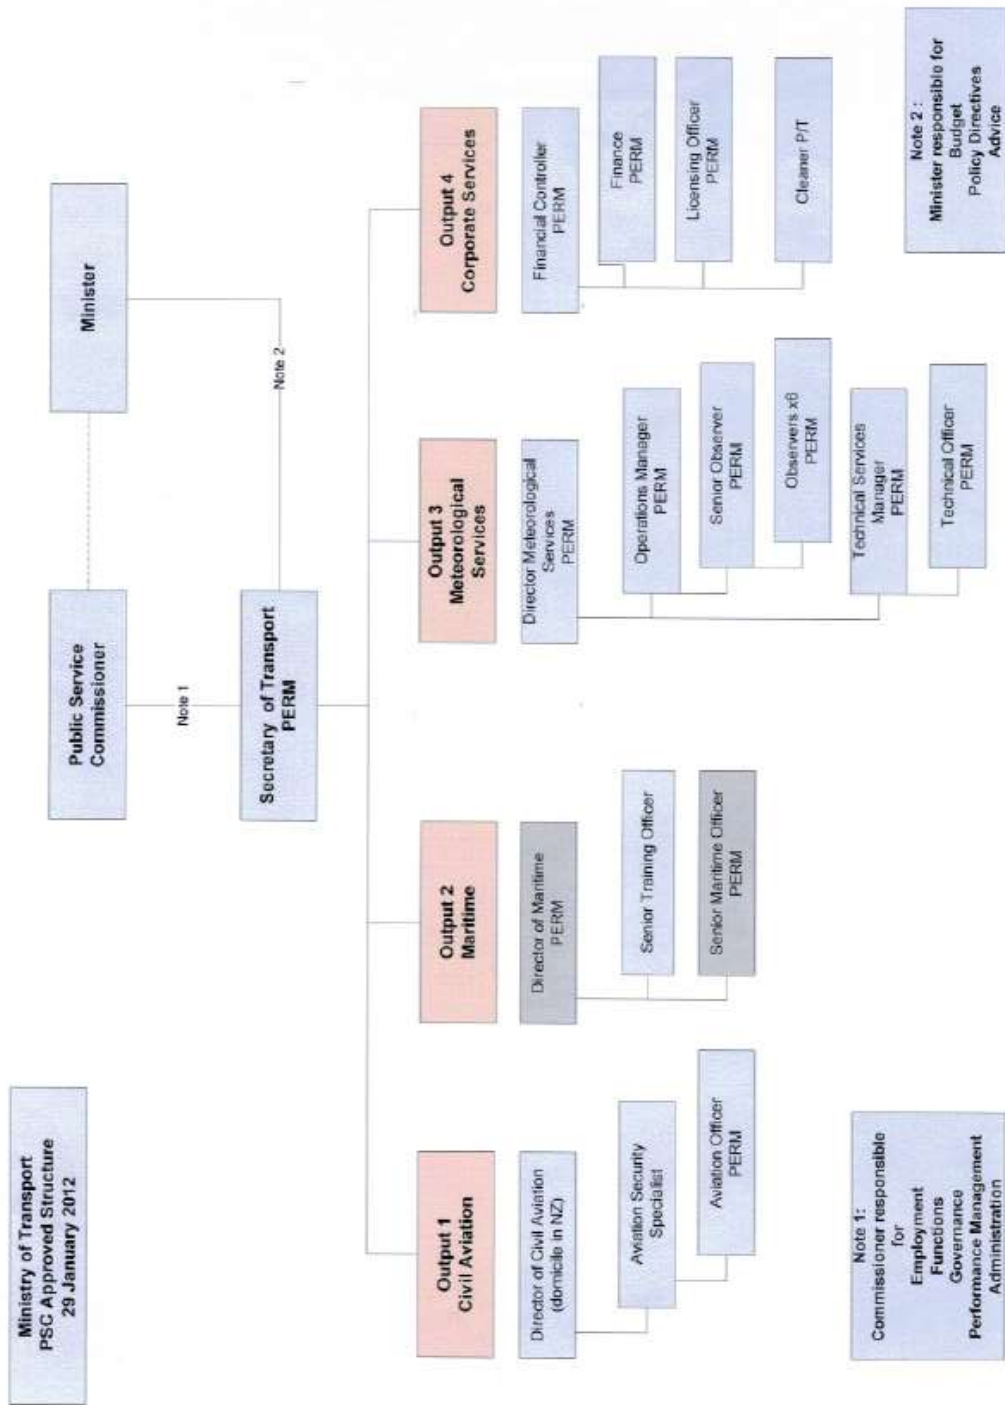 Ministry of Transport
PSC Approved Structure
29 January 2012
Public Service
Commissioner
Minister
Note 1
Note 2
Secretary of Transport
PERM
Output 1
Civil Aviation
Director of Civil Aviation
(domicile in NZ)
Aviation Security
Specialist
Aviation Officer
PERM
Output 2
Maritime
Director of Maritime
PERM
Senior Training Officer
Senior Maritime Officer
PERM
Output 3
Meteorological
Services
Director Meteorological
Services
PERM
Operations Manager
PERM
Senior Observer
PERM
Observers x6
PERM
Technical Services
Manager
PERM
Technical Officer
PERM
Output 4
Corporate Services
Financial Controller
PERM
Finance
PERM
Licensing Officer
PERM
Cleaner P/T
Note 1:
Commissioner responsible
for
Employment
Functions
Governance
Performance Management
Administration
Note 2 :
Minister responsible for
Budget
Policy Directives
Advice